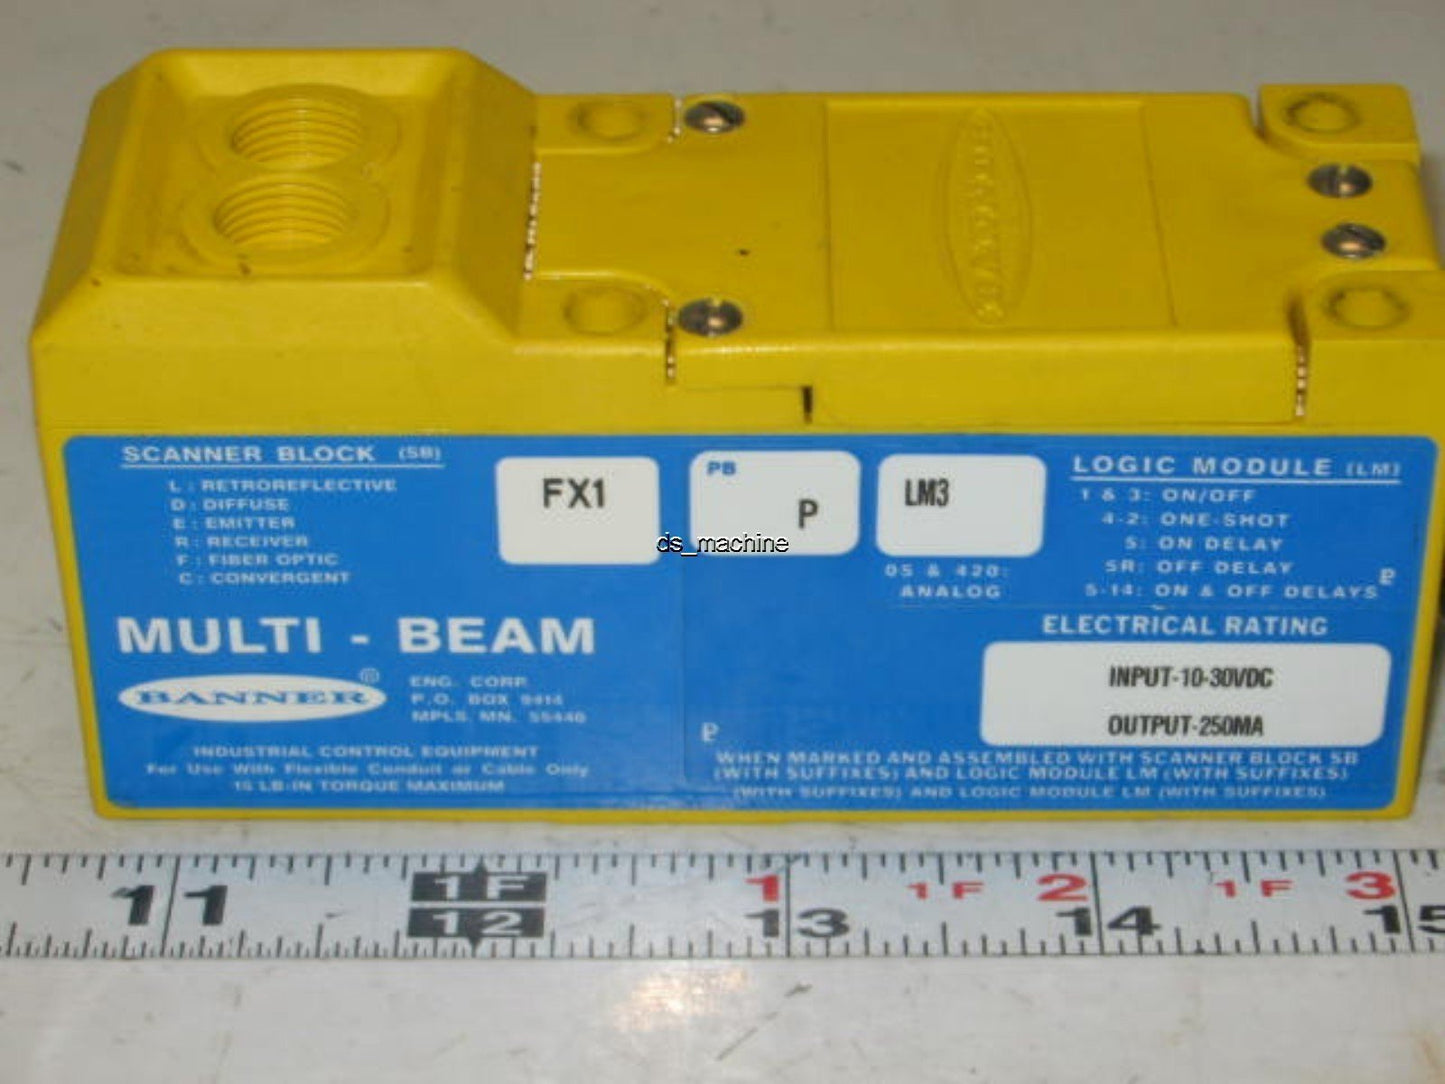 BANNER
SCANNER BLOCK (SB)
L : RETROREFLECTIVE
D : DIFFUSE
E : EMITTER
R : RECEIVER
F : FIBER OPTIC
C : CONVERGENT
FX1
PB
P
LM3
05 & 420:
ANALOG
LOGIC MODULE (LM)
1 & 3: ON/OFF
4-2: ONE-SHOT
5: ON DELAY
5R: OFF DELAY
5-14: ON & OFF DELAYS
ds_machine
MULTI - BEAM
BANNER®
ENG. CORP.
P.O. BOX 9414
MPLS. MN. 55440
INDUSTRIAL CONTROL EQUIPMENT
For Use With Flexible Conduit or Cable Only
15 LB-IN TORQUE MAXIMUM
ELECTRICAL RATING
INPUT-10-30VDC
OUTPUT-250MA
WHEN MARKED AND ASSEMBLED WITH SCANNER BLOCK SB
(WITH SUFFIXES) AND LOGIC MODULE LM (WITH SUFFIXES)
(WITH SUFFIXES) AND LOGIC MODULE LM (WITH SUFFIXES)
1F 1 1F 2 1F 3
11 11 12 13 14 15